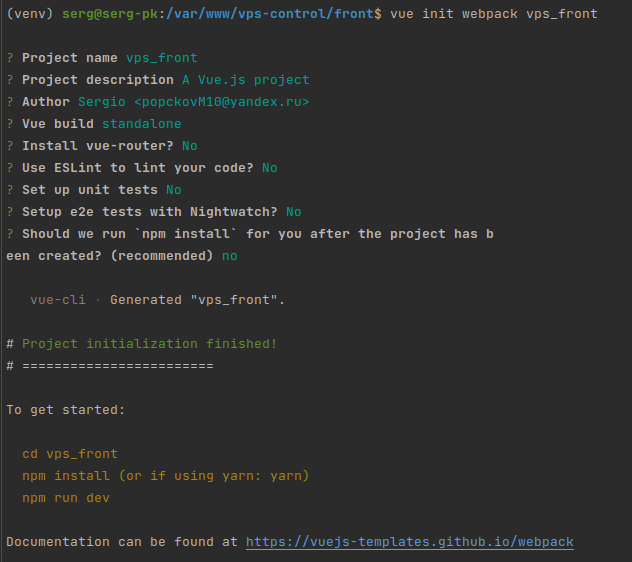 (venv) serg@serg-pk:/var/www/vps-control/front$ vue init webpack vps_front
? Project name vps_front
? Project description A Vue.js project
? Author Sergio <popckovM10@yandex.ru>
? Vue build standalone
? Install vue-router? No
? Use ESLint to lint your code? No
? Set up unit tests No
? Setup e2e tests with Nightwatch? No
? Should we run `npm install` for you after the project has b
een created? (recommended) no
vue-cli · Generated "vps_front".
# Project initialization finished!
# ========================
To get started:
cd vps_front
npm install (or if using yarn: yarn)
npm run dev
Documentation can be found at https://vuejs-templates.github.io/webpack